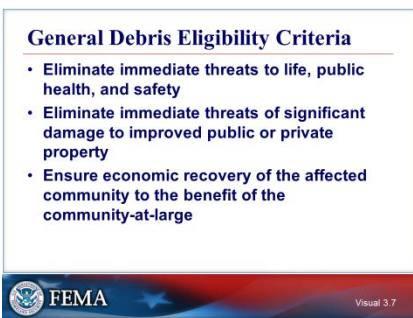 General Debris Eligibility Criteria
• Eliminate immediate threats to life, public
health, and safety
• Eliminate immediate threats of significant
damage to improved public or private
property
• Ensure economic recovery of the affected
community to the benefit of the
community-at-large
FEMA
Visual 3.7